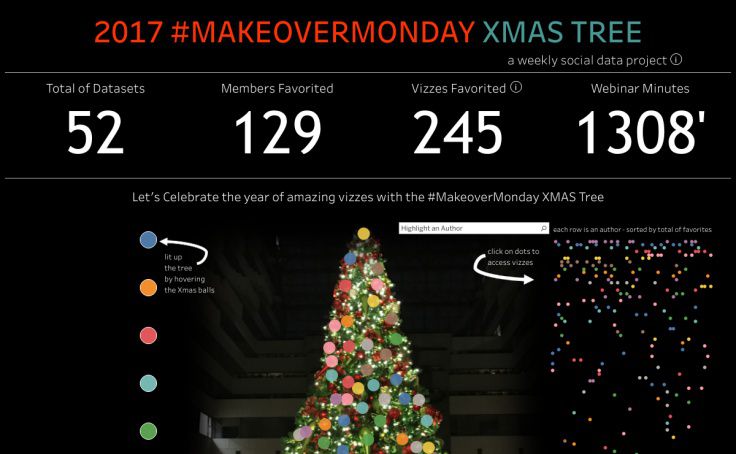 2017 #MAKEOVERMONDAY XMAS TREE
a weekly social data project ⓘ
Total of Datasets
52
Members Favorited
129
Vizzes Favorited ⓘ
245
Webinar Minutes
1308'
Let's Celebrate the year of amazing vizzes with the #MakeoverMonday XMAS Tree
lit up
the tree
by hovering
the Xmas balls
Highlight an Author
click on dots to
access vizzes
each row is an author - sorted by total of favorites